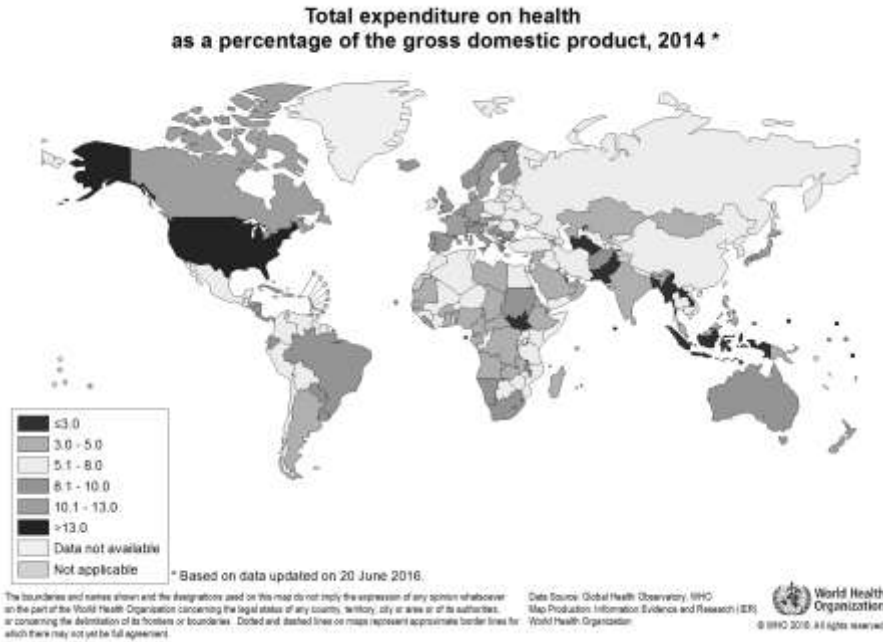 Total expenditure on health
as a percentage of the gross domestic product, 2014 *
≤3.0
3.0 - 5.0
5.1 - 8.0
8.1 - 10.0
10.1 - 13.0
>13.0
Data not available
Not applicable
* Based on data updated on 20 June 2016.
The boundaries and names shown and the designations used on this map do not imply the expression of any opinion whatsoever
on the part of the World Health Organization concerning the legal status of any country, territory, city or area or of its authorities,
or concerning the delimitation of its frontiers or boundaries. Dotted and dashed lines on maps represent approximate border lines for
which there may not yet be full agreement.
Data Source: Global Health Observatory, WHO
Map Production: Information Evidence and Research (IER)
World Health Organization
World Health
Organization
© WHO 2016. All rights reserved